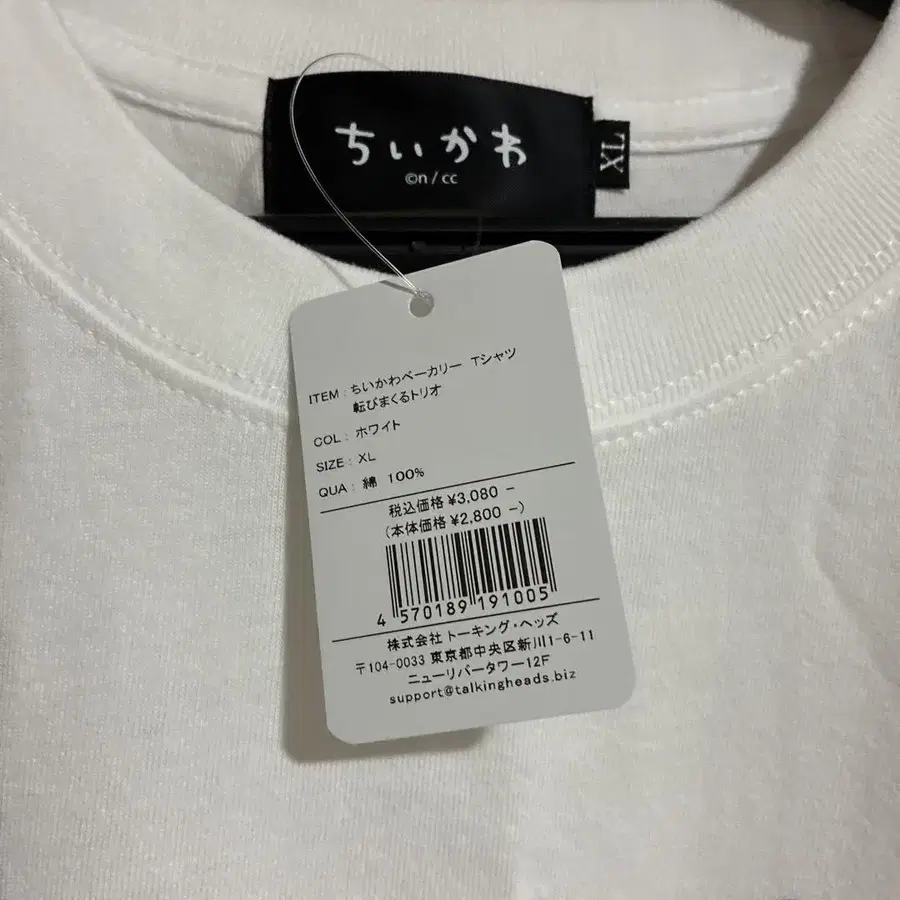 ちいかわ
©n / cc
XL
ITEM : ちいかわベーカリー Tシャツ
転びまくるトリオ
COL : ホワイト
SIZE : XL
QUA : 綿 100%
税込価格 ¥3,080 -
(本体価格 ¥2,800 -)
4 570189 191005
株式会社 トーキング・ヘッズ
〒104-0033 東京都中央区新川1-6-11
ニューリバータワー12F
support@talkingheads.biz